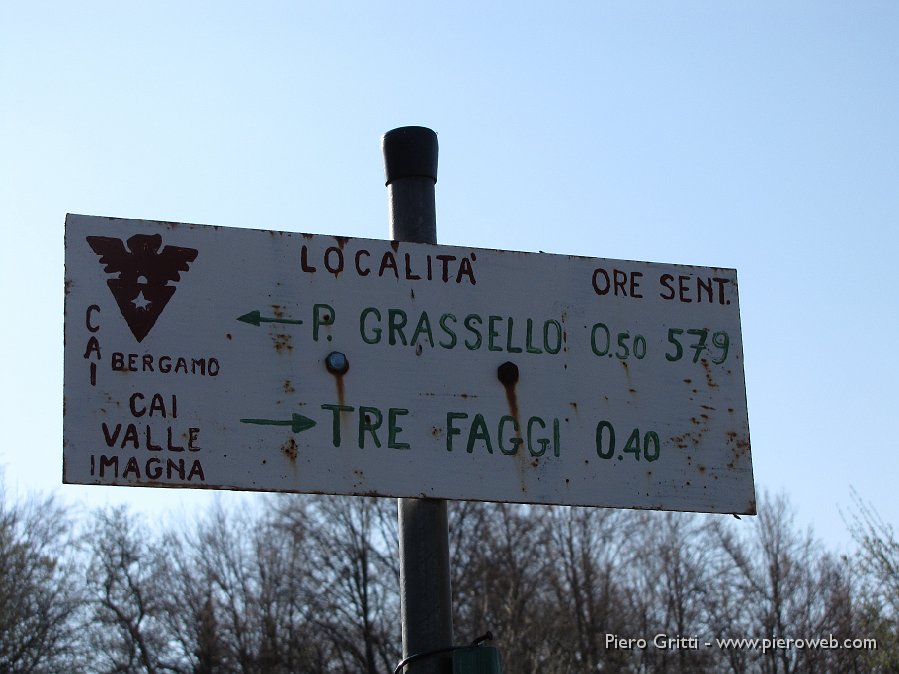 LOCALITA' ORE SENT.
P. GRASSELLO 0.50 579
TRE FAGGI 0.40
CAI
BERGAMO
CAI
VALLE
IMAGNA
Piero Gritti - www.pieroweb.com